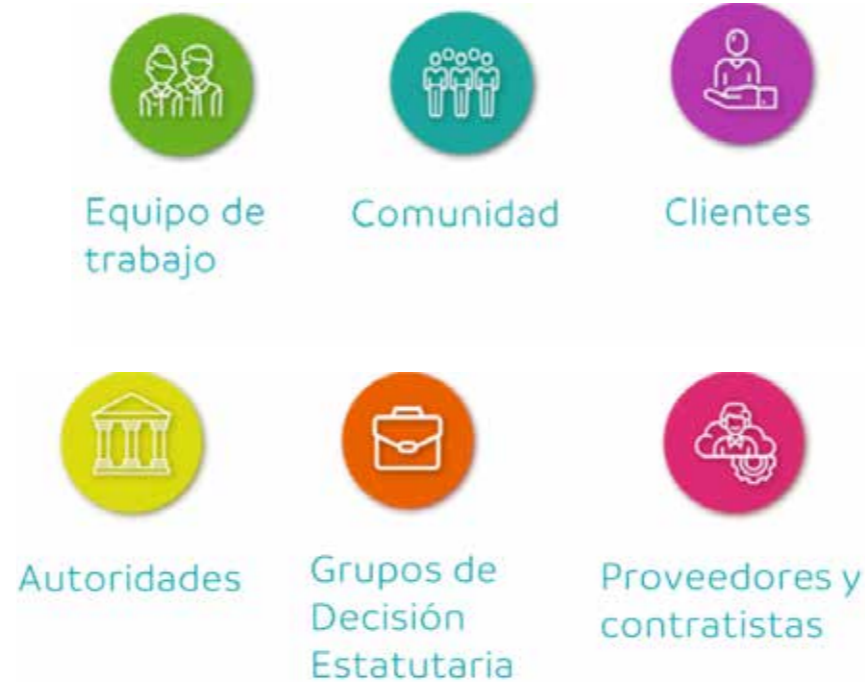 Equipo de
trabajo
Comunidad
Clientes
Autoridades
Grupos de
Decisión
Estatutaria
Proveedores y
contratistas